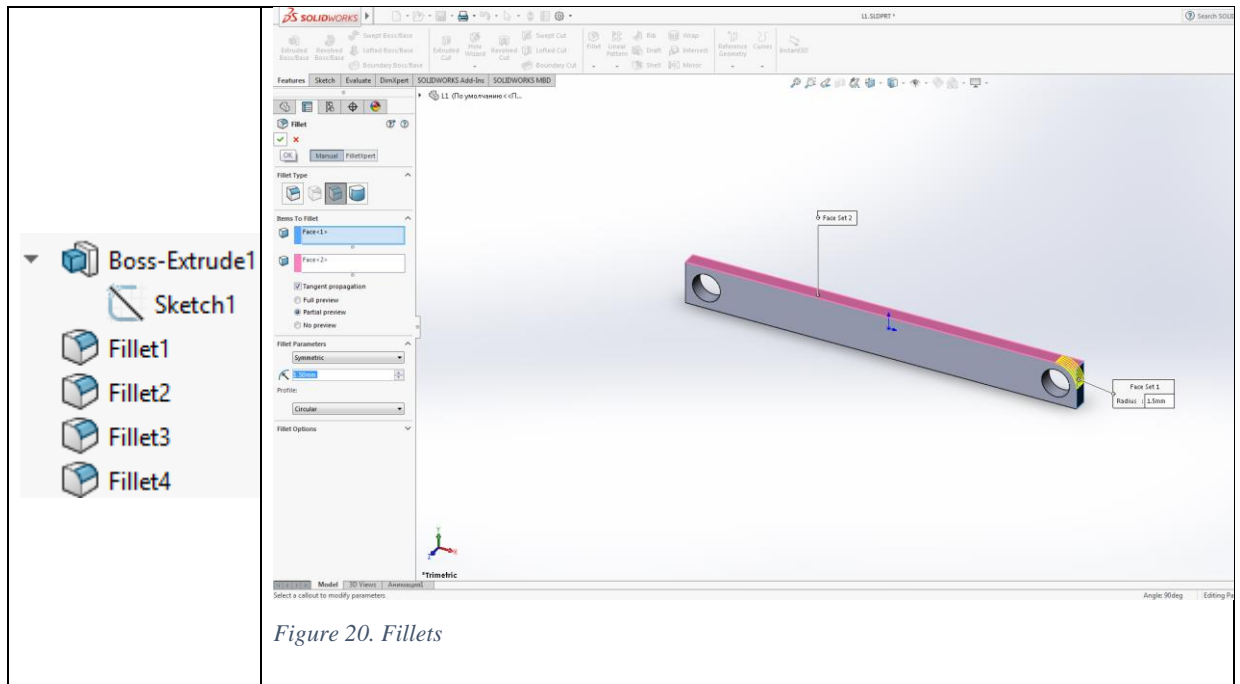 Boss-Extrude1
Sketch1
Fillet1
Fillet2
Fillet3
Fillet4
SOLIDWORKS
L1.SLDPRT *
Search SOLI
Extruded Boss/Base
Revolved Boss/Base
Swept Boss/Base
Lofted Boss/Base
Boundary Boss/Base
Extruded Cut
Hole Wizard
Revolved Cut
Swept Cut
Lofted Cut
Boundary Cut
Fillet
Linear Pattern
Rib
Draft
Shell
Wrap
Intersect
Mirror
Reference Geometry
Curves
Instant3D
Features Sketch Evaluate DimXpert SOLIDWORKS Add-Ins SOLIDWORKS MBD
L1 (По умолчанию<<П...
Fillet
OK
Manual FilletXpert
Fillet Type
Items To Fillet
Face<1>
Face<2>
Tangent propagation
Full preview
Partial preview
No preview
Fillet Parameters
Symmetric
1.50mm
Profile:
Circular
Fillet Options
Face Set 2
Face Set 1
Radius : 1.5mm
Y
X
Z
*Trimetric
Model 3D Views Анимация1
Select a callout to modify parameters
Angle: 90deg Editing Pa
Figure 20. Fillets